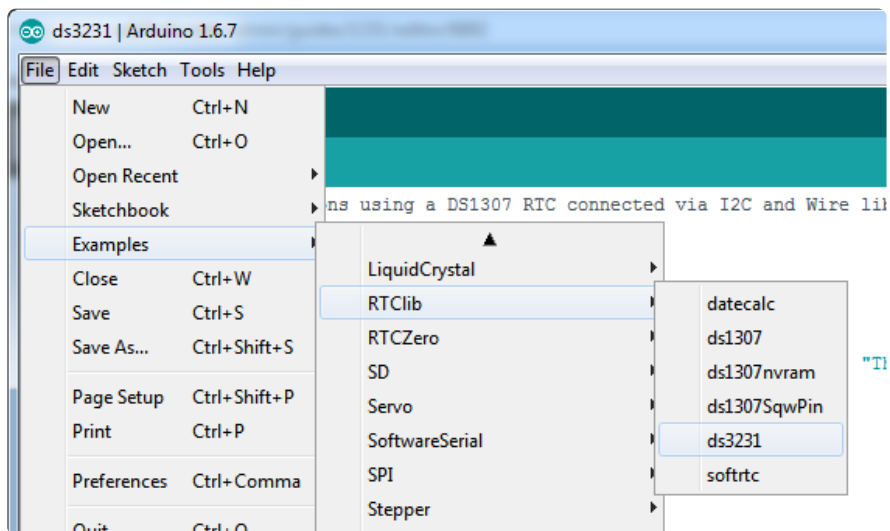 ds3231 | Arduino 1.6.7
File Edit Sketch Tools Help
New Ctrl+N
Open... Ctrl+O
Open Recent
Sketchbook
Examples
Close Ctrl+W
Save Ctrl+S
Save As... Ctrl+Shift+S
Page Setup Ctrl+Shift+P
Print Ctrl+P
Preferences Ctrl+Comma
Quit Ctrl+Q
using a DS1307 RTC connected via I2C and Wire
LiquidCrystal
RTClib
RTCZero
SD
Servo
SoftwareSerial
SPI
Stepper
datecalc
ds1307
ds1307nvram
ds1307SqwPin
ds3231
softrtc